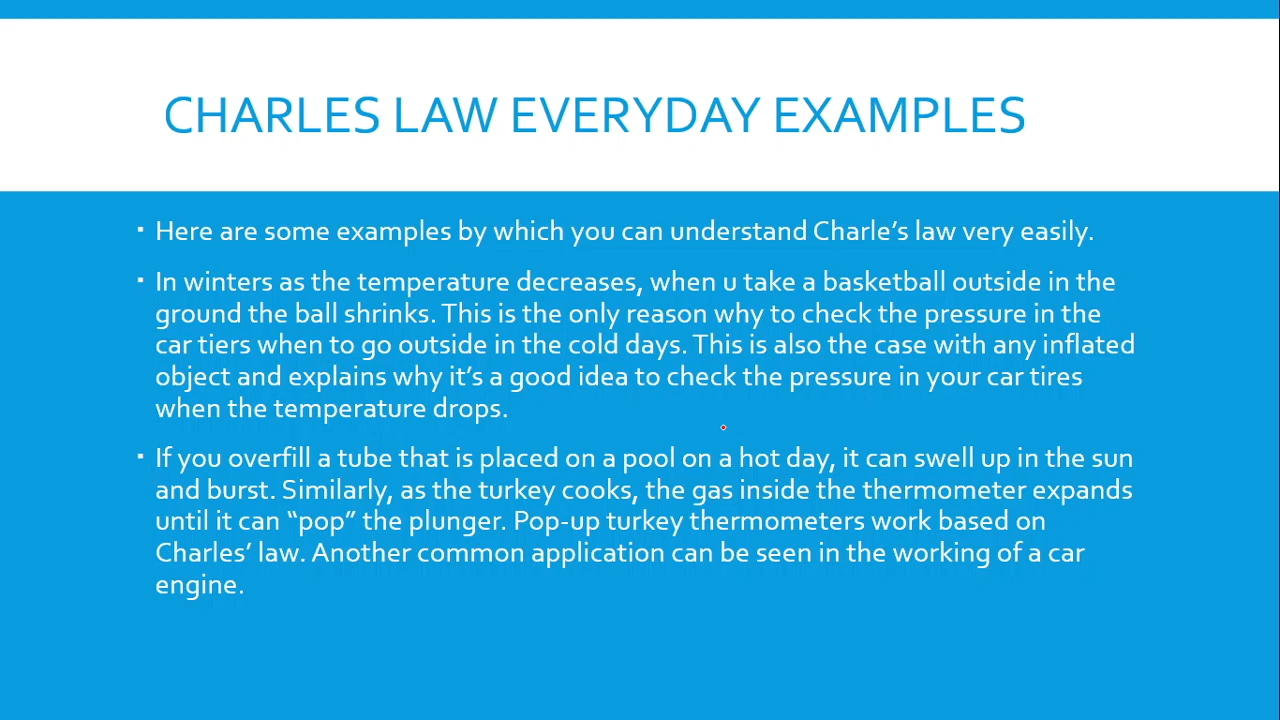 CHARLES LAW EVERYDAY EXAMPLES
▪ Here are some examples by which you can understand Charle’s law very easily.
▪ In winters as the temperature decreases, when u take a basketball outside in the
ground the ball shrinks. This is the only reason why to check the pressure in the
car tiers when to go outside in the cold days. This is also the case with any inflated
object and explains why it’s a good idea to check the pressure in your car tires
when the temperature drops.
▪ If you overfill a tube that is placed on a pool on a hot day, it can swell up in the sun
and burst. Similarly, as the turkey cooks, the gas inside the thermometer expands
until it can “pop” the plunger. Pop-up turkey thermometers work based on
Charles’ law. Another common application can be seen in the working of a car
engine.